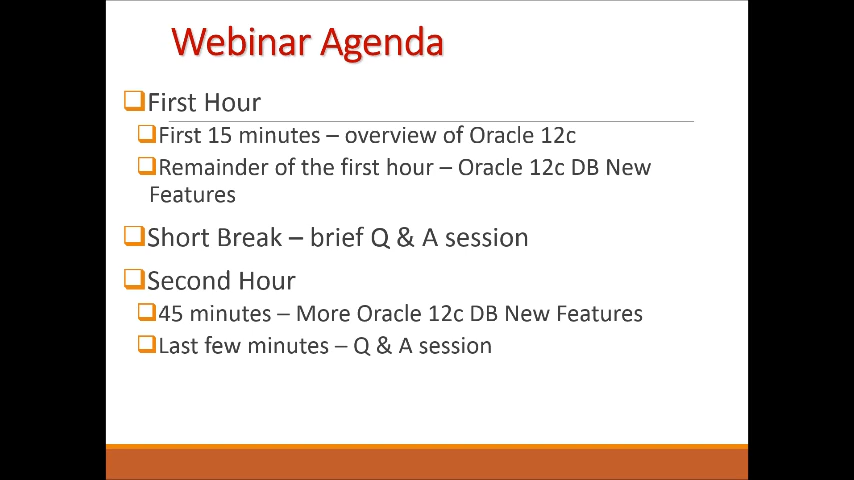 Webinar Agenda
First Hour
First 15 minutes – overview of Oracle 12c
Remainder of the first hour – Oracle 12c DB New
Features
Short Break – brief Q & A session
Second Hour
45 minutes – More Oracle 12c DB New Features
Last few minutes – Q & A session